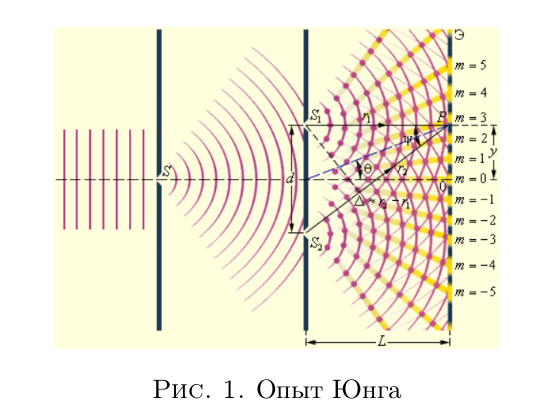 Э
m = 5
m = 4
S₁
r₁
P
m = 3
ψ
m = 2
y
S
m = 1
θ
r₂
d
0
m = 0
Δ ≈ r₂ − r₁
m = −1
m = −2
S₂
m = −3
m = −4
m = −5
L
Рис. 1. Опыт Юнга